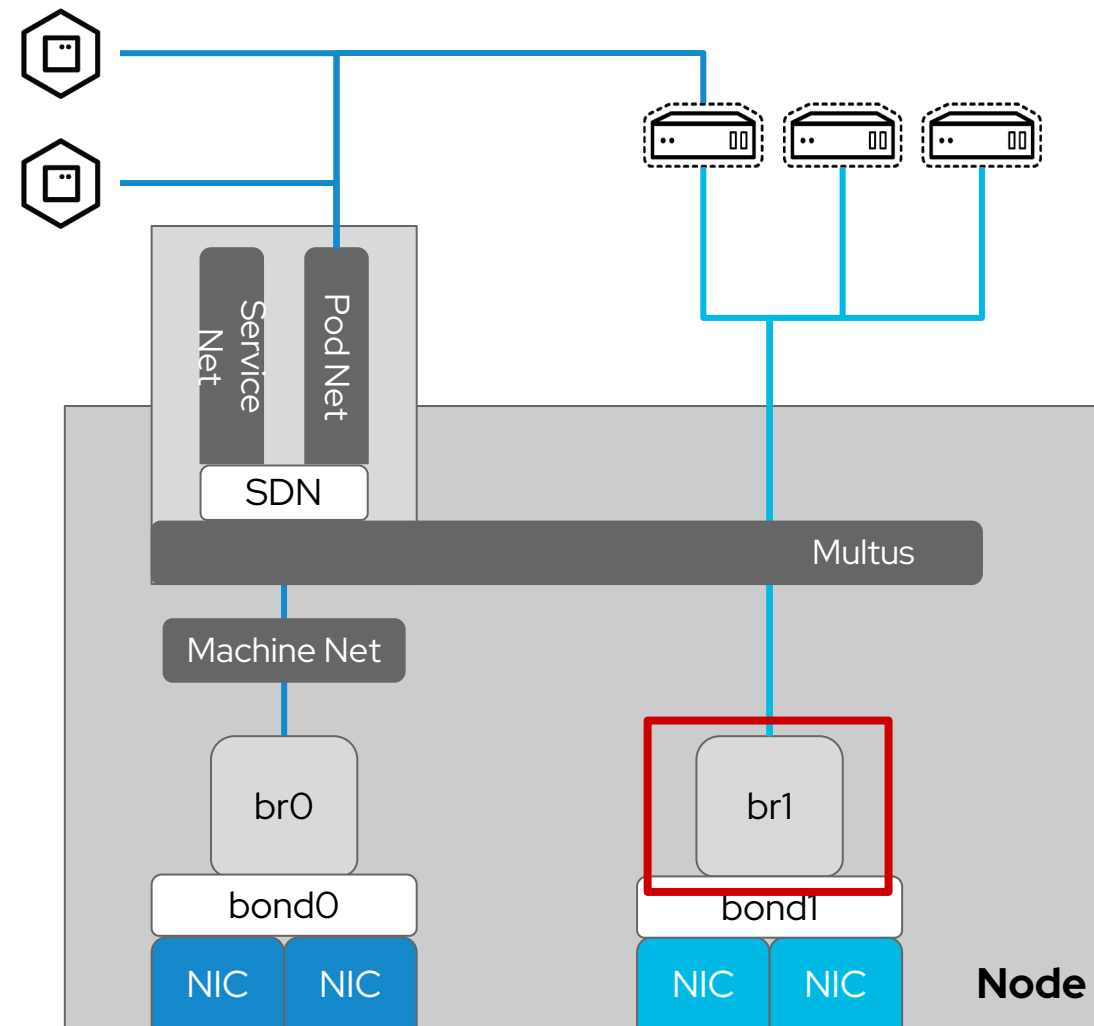 Service
Net
Pod Net
SDN
Multus
Machine Net
br0
br1
bond0
bond1
NIC
NIC
NIC
NIC
Node